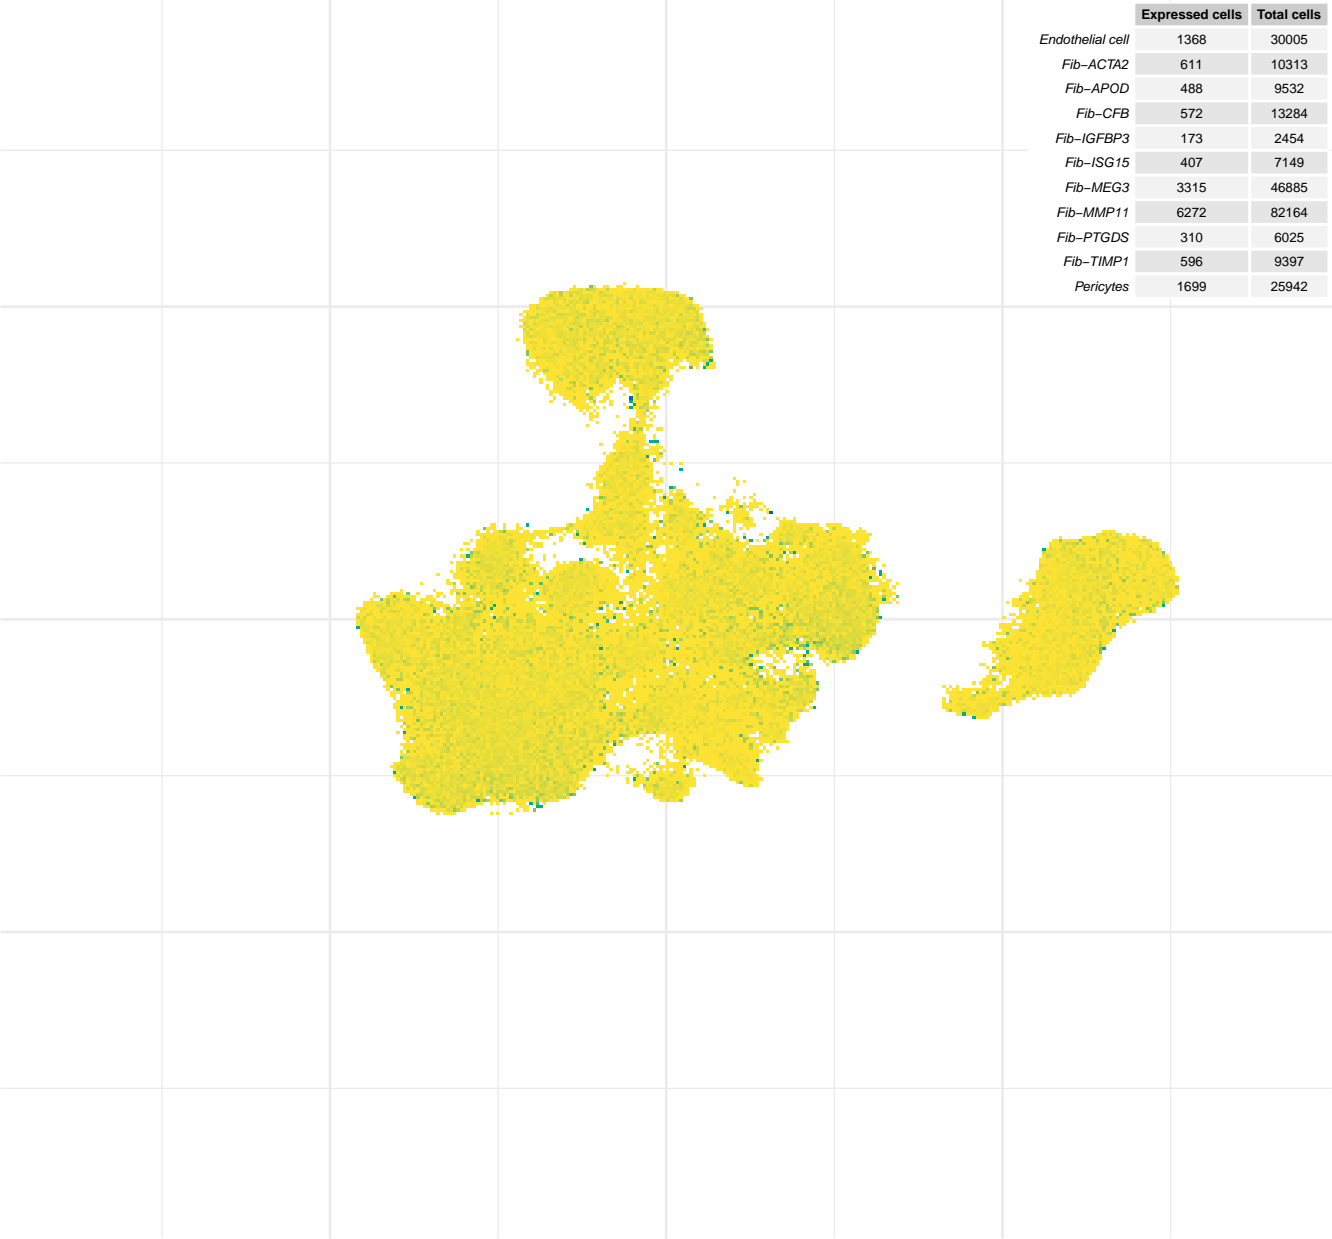 Expressed cells Total cells
Endothelial cell 1368 30005
Fib−ACTA2 611 10313
Fib−APOD 488 9532
Fib−CFB 572 13284
Fib−IGFBP3 173 2454
Fib−ISG15 407 7149
Fib−MEG3 3315 46885
Fib−MMP11 6272 82164
Fib−PTGDS 310 6025
Fib−TIMP1 596 9397
Pericytes 1699 25942